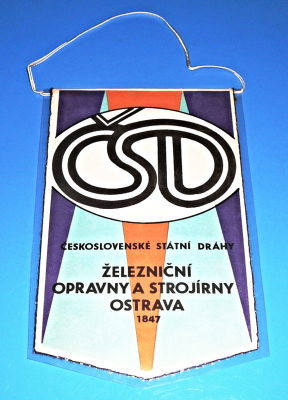 ČSD
ČESKOSLOVENSKÉ STÁTNÍ DRÁHY
ŽELEZNIČNÍ
OPRAVNY A STROJÍRNY
OSTRAVA
1847